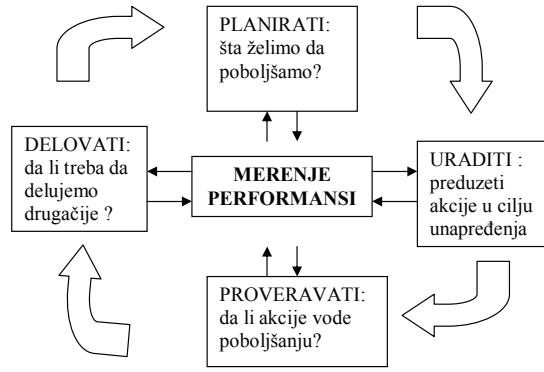 PLANIRATI:
šta želimo da
poboljšamo?
DELOVATI:
da li treba da
delujemo
drugačije ?
MERENJE
PERFORMANSI
URADITI :
preduzeti
akcije u cilju
unapređenja
PROVERAVATI:
da li akcije vode
poboljšanju?